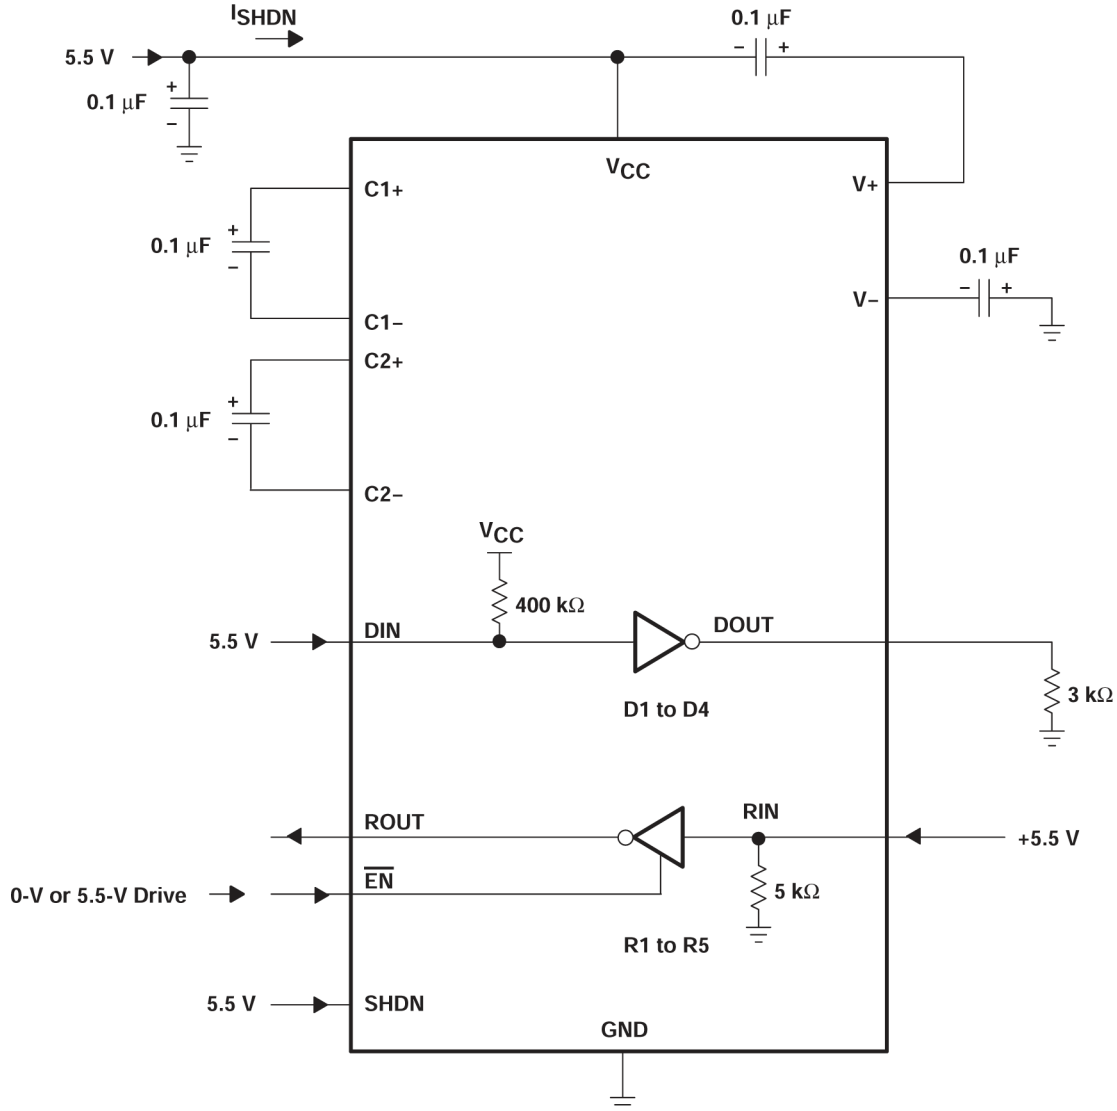 ISHDN
0.1 μF
5.5 V
− +
+
0.1 μF
−
VCC
C1+
V+
+
0.1 μF
−
0.1 μF
− +
V−
C1−
C2+
+
0.1 μF
−
C2−
VCC
400 kΩ
5.5 V
DIN
DOUT
3 kΩ
D1 to D4
RIN
ROUT
+5.5 V
0-V or 5.5-V Drive
E̅N̅
5 kΩ
R1 to R5
5.5 V
SHDN
GND